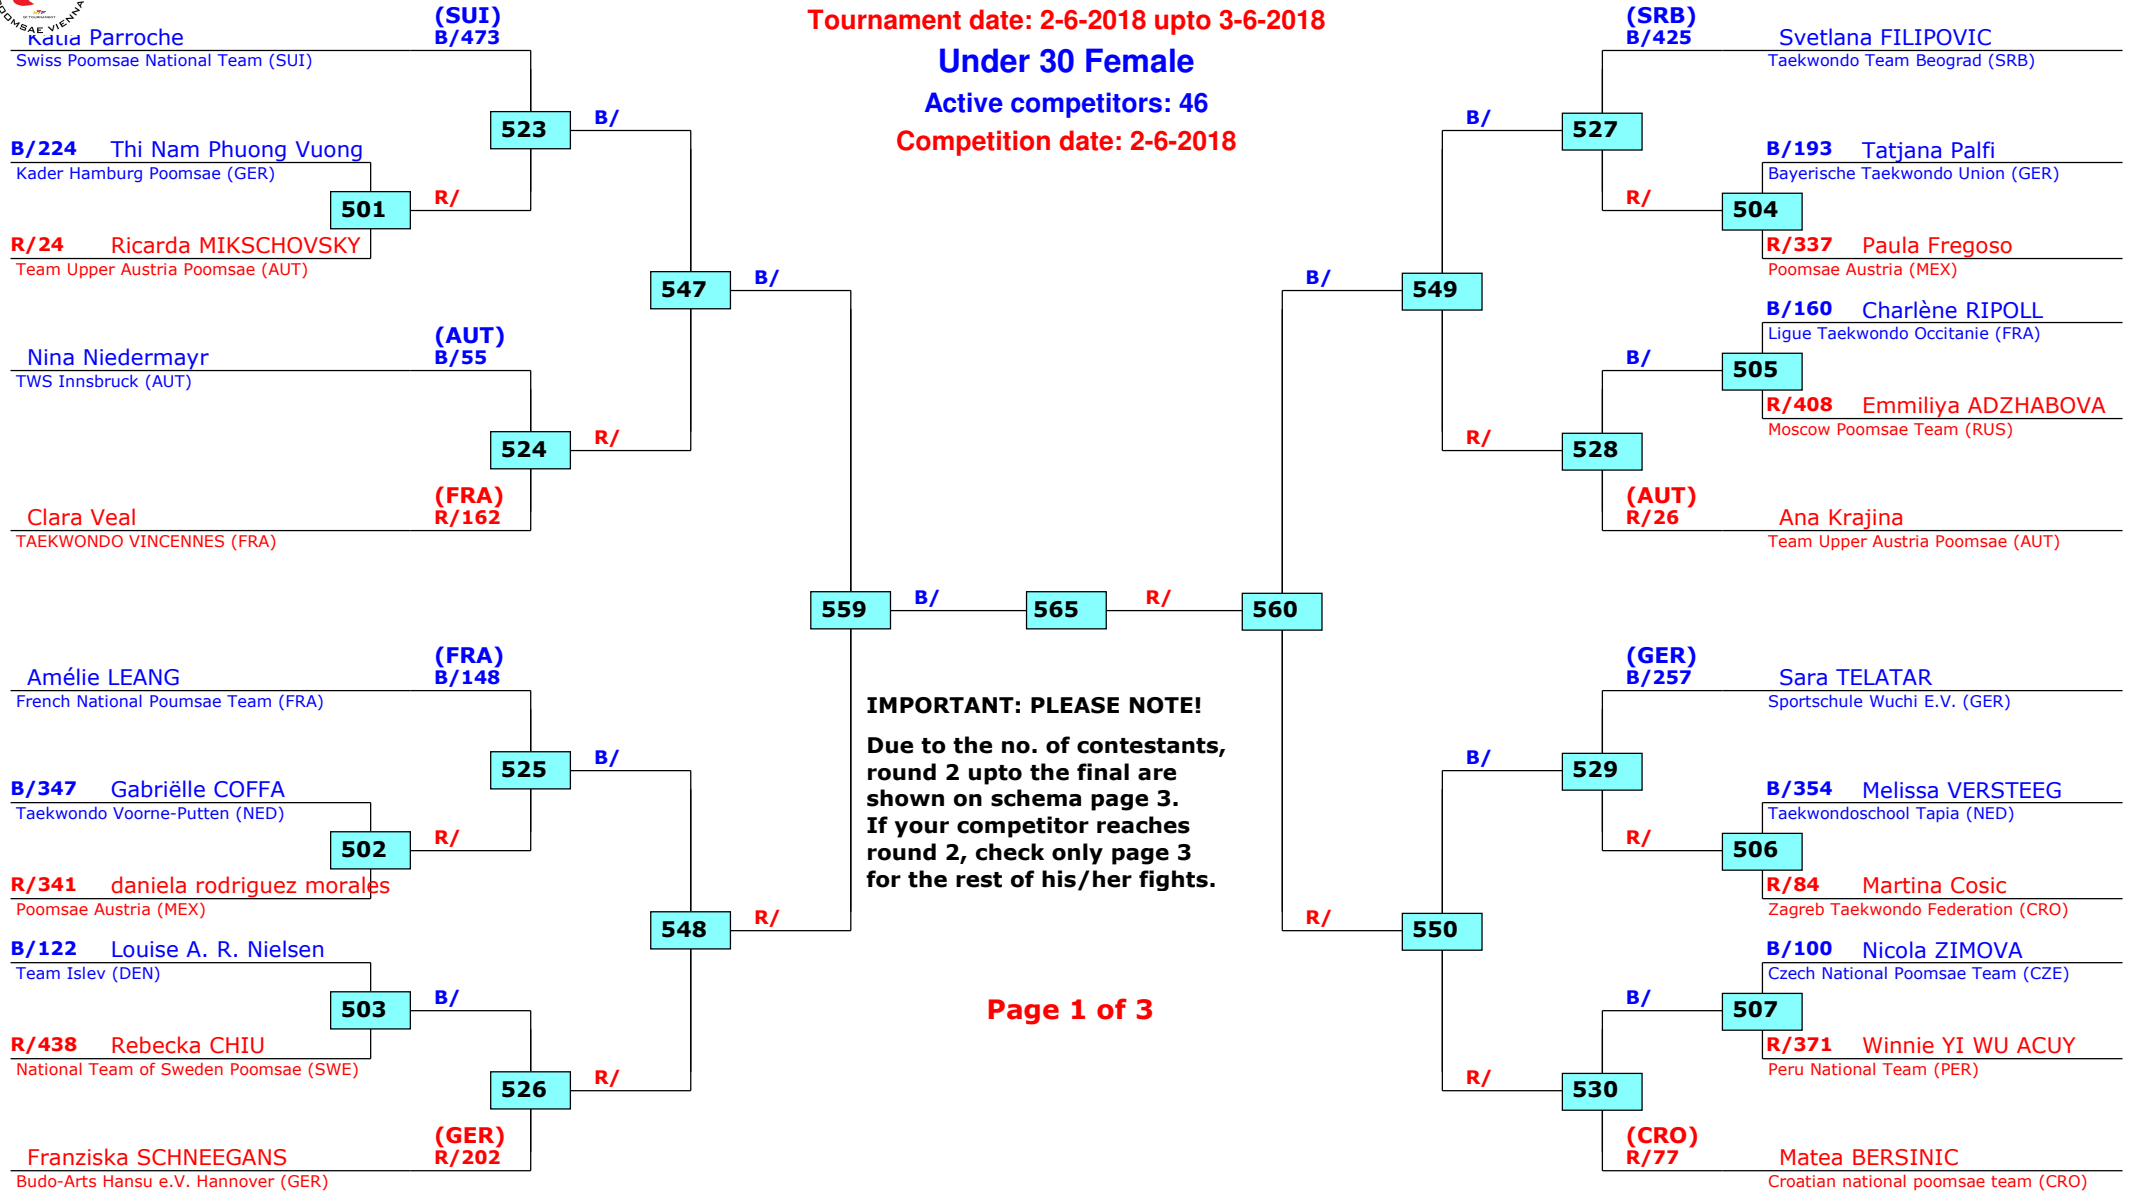 POOMSAE VIENNA
Tournament date: 2-6-2018 upto 3-6-2018
Under 30 Female
Active competitors: 46
Competition date: 2-6-2018
(SUI)
Katia Parroche B/473
Swiss Poomsae National Team (SUI)
523
B/
B/224 Thi Nam Phuong Vuong
Kader Hamburg Poomsae (GER)
501
R/
R/24 Ricarda MIKSCHOVSKY
Team Upper Austria Poomsae (AUT)
547
B/
(AUT)
Nina Niedermayr B/55
TWS Innsbruck (AUT)
524
R/
(FRA)
Clara Veal R/162
TAEKWONDO VINCENNES (FRA)
559
B/
565
R/
560
(FRA)
Amélie LEANG B/148
French National Poumsae Team (FRA)
525
B/
B/347 Gabriëlle COFFA
Taekwondo Voorne-Putten (NED)
502
R/
R/341 daniela rodriguez morales
Poomsae Austria (MEX)
548
R/
B/122 Louise A. R. Nielsen
Team Islev (DEN)
503
B/
R/438 Rebecka CHIU
National Team of Sweden Poomsae (SWE)
526
R/
(GER)
Franziska SCHNEEGANS R/202
Budo-Arts Hansu e.V. Hannover (GER)
IMPORTANT: PLEASE NOTE!
Due to the no. of contestants,
round 2 upto the final are
shown on schema page 3.
If your competitor reaches
round 2, check only page 3
for the rest of his/her fights.
Page 1 of 3
(SRB)
B/425 Svetlana FILIPOVIC
Taekwondo Team Beograd (SRB)
B/
527
B/193 Tatjana Palfi
Bayerische Taekwondo Union (GER)
R/
504
R/337 Paula Fregoso
Poomsae Austria (MEX)
B/
549
B/160 Charlène RIPOLL
Ligue Taekwondo Occitanie (FRA)
B/
505
R/408 Emmiliya ADZHABOVA
Moscow Poomsae Team (RUS)
R/
528
(AUT)
R/26 Ana Krajina
Team Upper Austria Poomsae (AUT)
(GER)
B/257 Sara TELATAR
Sportschule Wuchi E.V. (GER)
B/
529
B/354 Melissa VERSTEEG
Taekwondoschool Tapia (NED)
R/
506
R/84 Martina Cosic
Zagreb Taekwondo Federation (CRO)
R/
550
B/100 Nicola ZIMOVA
Czech National Poomsae Team (CZE)
B/
507
R/371 Winnie YI WU ACUY
Peru National Team (PER)
R/
530
(CRO)
R/77 Matea BERSINIC
Croatian national poomsae team (CRO)